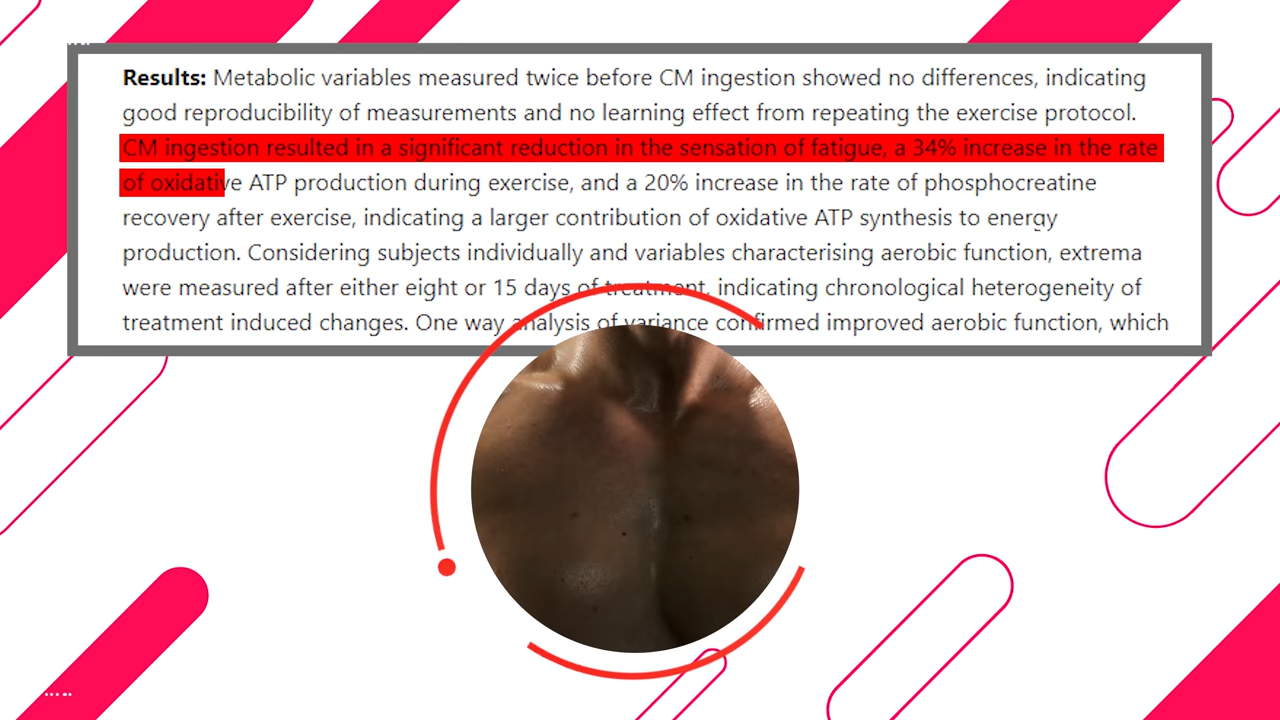 Results: Metabolic variables measured twice before CM ingestion showed no differences, indicating
good reproducibility of measurements and no learning effect from repeating the exercise protocol.
CM ingestion resulted in a significant reduction in the sensation of fatigue, a 34% increase in the rate
of oxidative ATP production during exercise, and a 20% increase in the rate of phosphocreatine
recovery after exercise, indicating a larger contribution of oxidative ATP synthesis to energy
production. Considering subjects individually and variables characterising aerobic function, extrema
were measured after either eight or 15 days of treatment, indicating chronological heterogeneity of
treatment induced changes. One way analysis of variance confirmed improved aerobic function, which